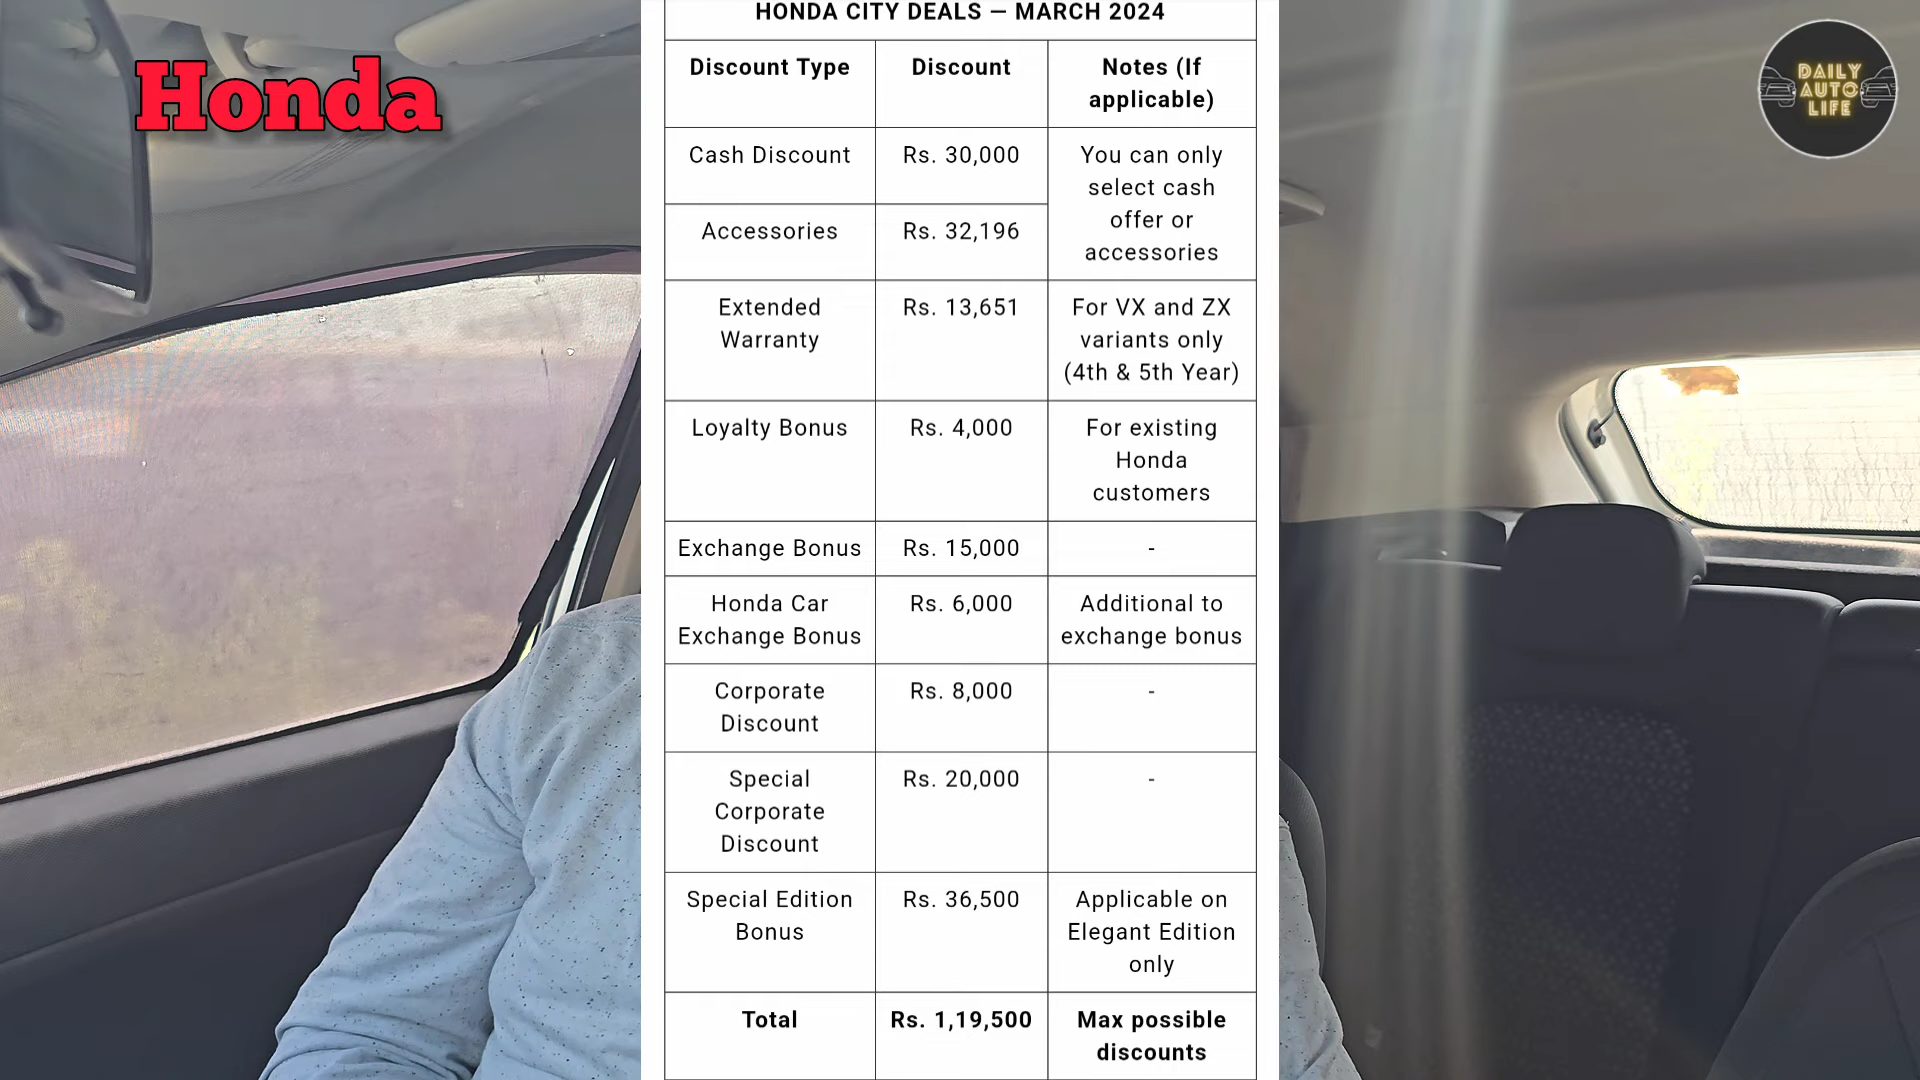 Honda
HONDA CITY DEALS — MARCH 2024
Discount Type
Discount
Notes (If
applicable)
Cash Discount
Rs. 30,000
You can only
select cash
offer or
accessories
Accessories
Rs. 32,196
Extended
Warranty
Rs. 13,651
For VX and ZX
variants only
(4th & 5th Year)
Loyalty Bonus
Rs. 4,000
For existing
Honda
customers
Exchange Bonus
Rs. 15,000
-
Honda Car
Exchange Bonus
Rs. 6,000
Additional to
exchange bonus
Corporate
Discount
Rs. 8,000
-
Special
Corporate
Discount
Rs. 20,000
-
Special Edition
Bonus
Rs. 36,500
Applicable on
Elegant Edition
only
Total
Rs. 1,19,500
Max possible
discounts
DAILY
AUTO
LIFE